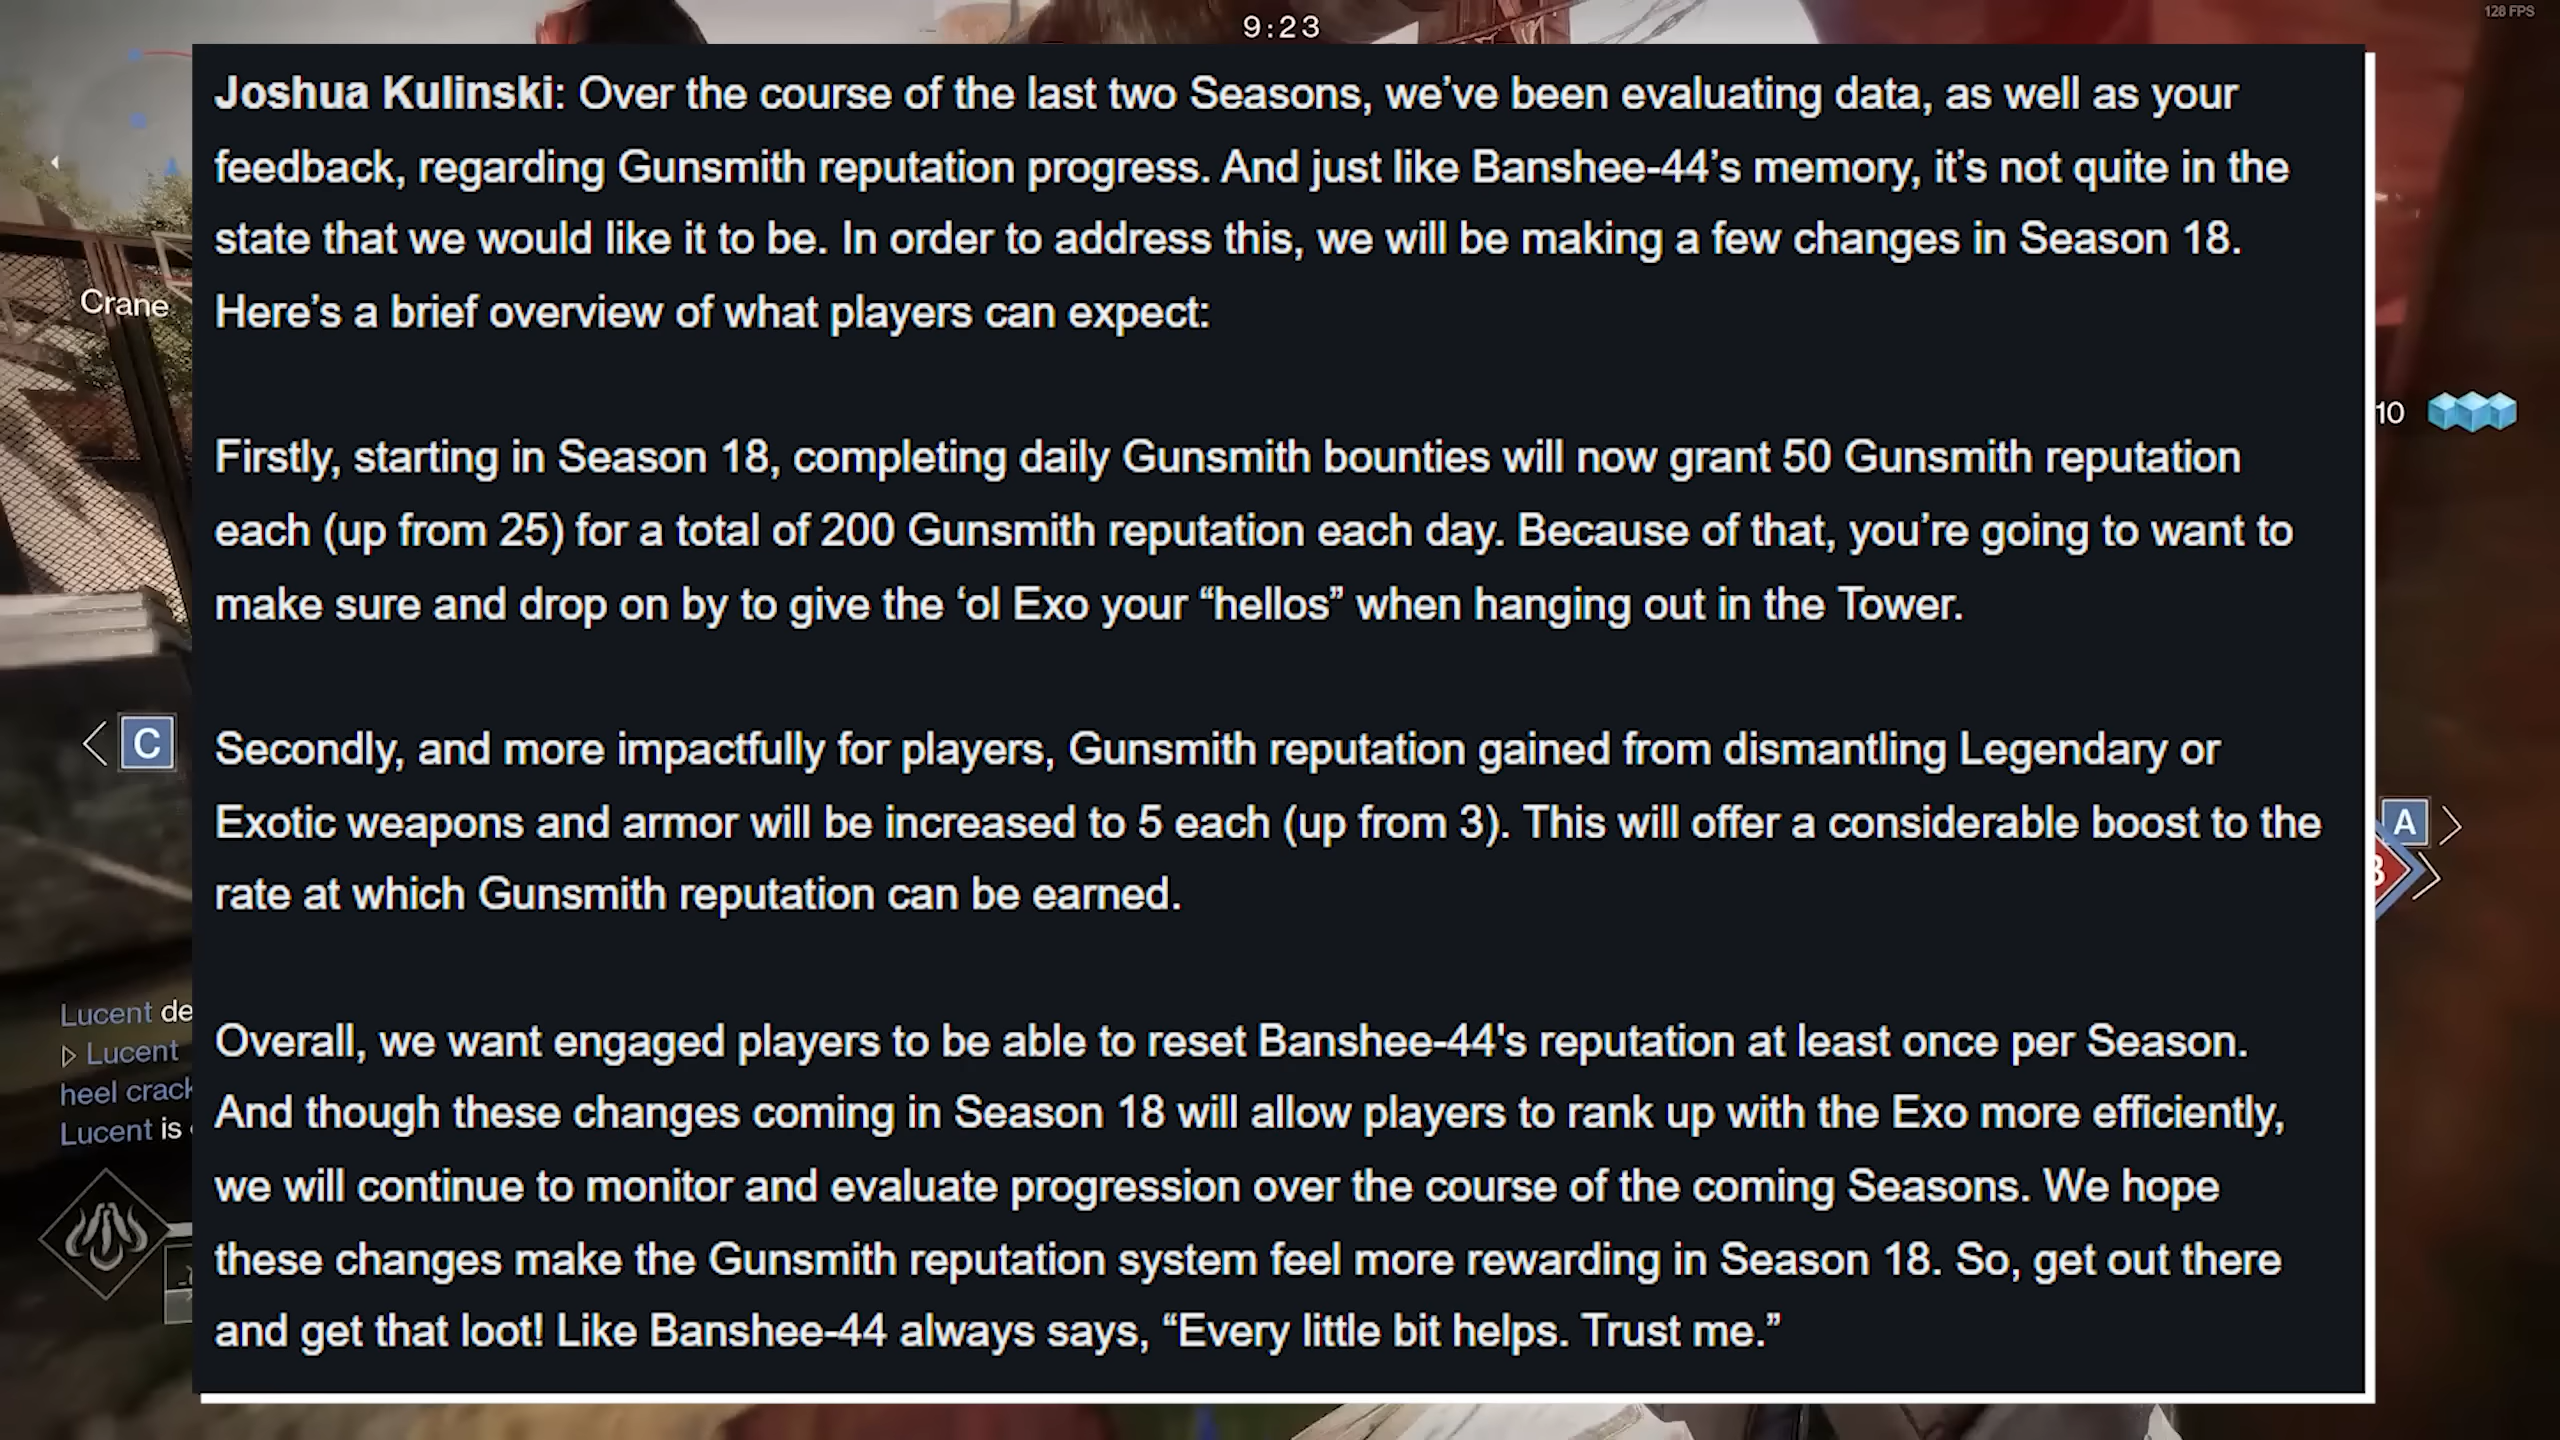 128 FPS
9:23
Joshua Kulinski: Over the course of the last two Seasons, we’ve been evaluating data, as well as your
feedback, regarding Gunsmith reputation progress. And just like Banshee-44’s memory, it’s not quite in the
state that we would like it to be. In order to address this, we will be making a few changes in Season 18.
Here’s a brief overview of what players can expect:
Crane
10
Firstly, starting in Season 18, completing daily Gunsmith bounties will now grant 50 Gunsmith reputation
each (up from 25) for a total of 200 Gunsmith reputation each day. Because of that, you’re going to want to
make sure and drop on by to give the ‘ol Exo your “hellos” when hanging out in the Tower.
C
Secondly, and more impactfully for players, Gunsmith reputation gained from dismantling Legendary or
Exotic weapons and armor will be increased to 5 each (up from 3). This will offer a considerable boost to the
rate at which Gunsmith reputation can be earned.
A
B
Lucent de
Lucent
heel crack
Lucent is
Overall, we want engaged players to be able to reset Banshee-44's reputation at least once per Season.
And though these changes coming in Season 18 will allow players to rank up with the Exo more efficiently,
we will continue to monitor and evaluate progression over the course of the coming Seasons. We hope
these changes make the Gunsmith reputation system feel more rewarding in Season 18. So, get out there
and get that loot! Like Banshee-44 always says, “Every little bit helps. Trust me.”